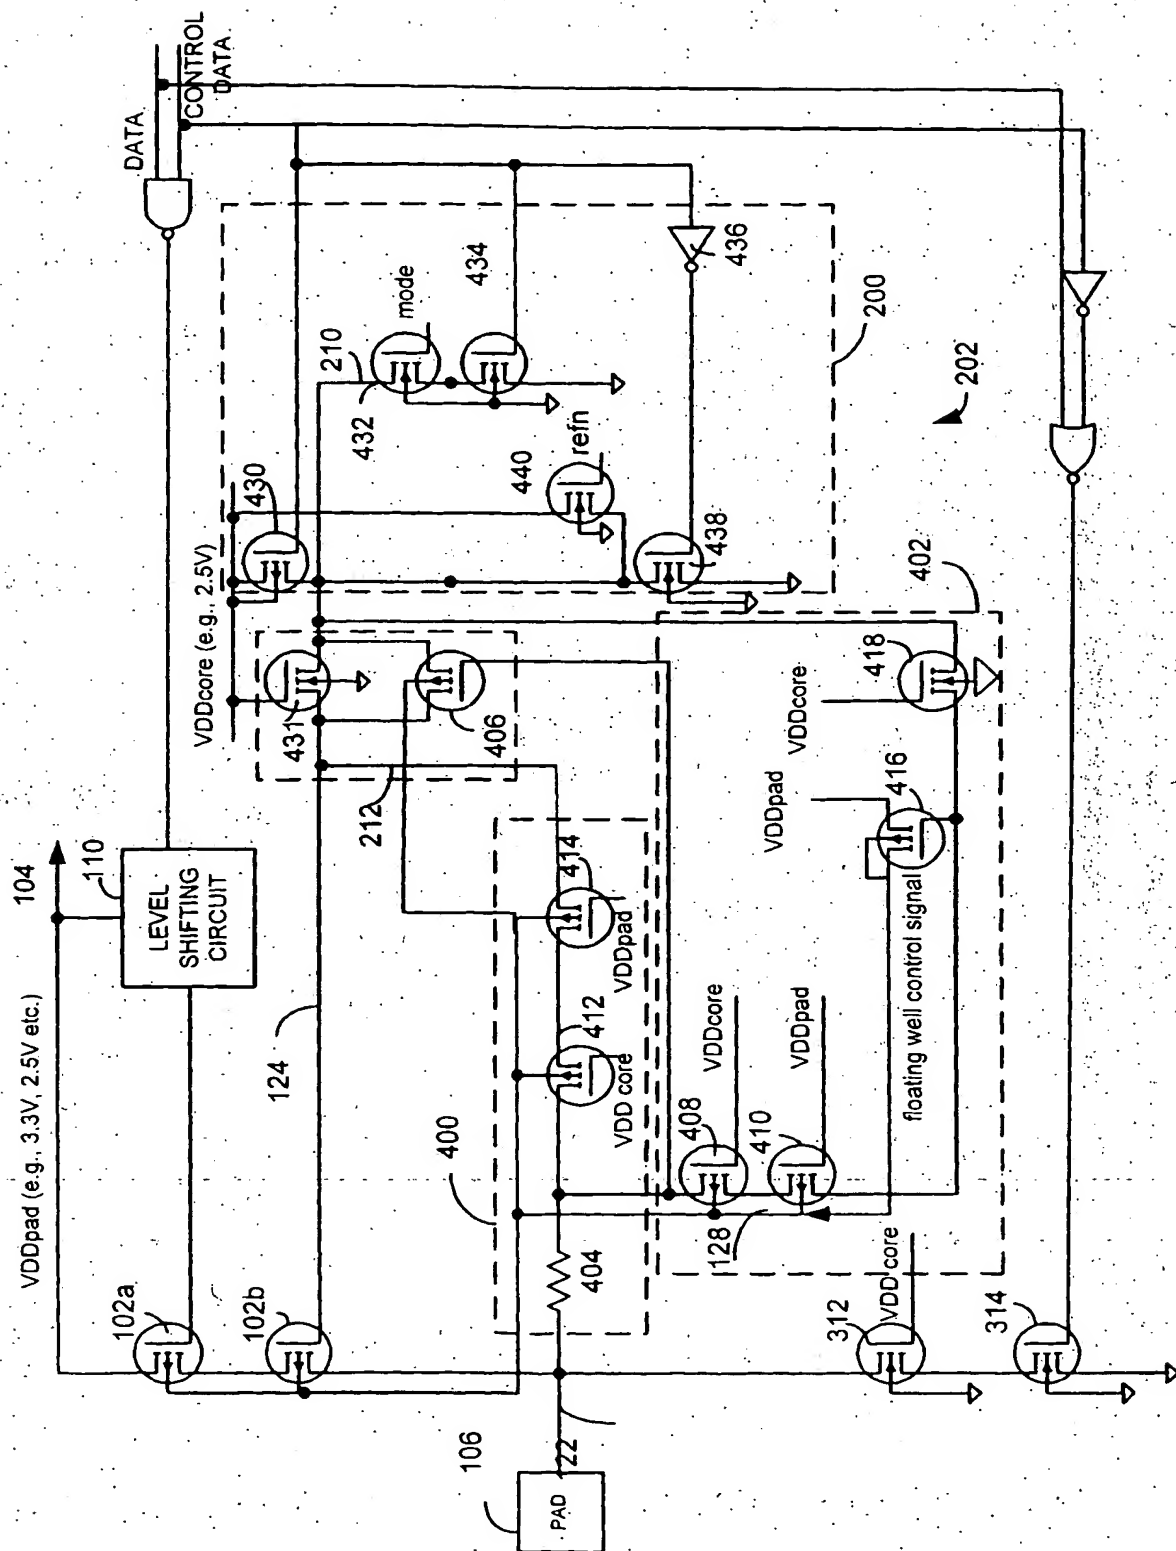 VDDpad (e.g., 3.3V, 2.5V etc.)
104
110
LEVEL
SHIFTING
CIRCUIT
DATA
CONTROL
DATA
102a
102b
124
VDDcore (e.g., 2.5V)
430
431
406
212
210
432
mode
434
440
refn
436
438
200
202
400
404
412
VDD core
414
VDDpad
106
PAD
22
402
408
VDDcore
410
VDDpad
128
floating well control signal
VDDpad
416
VDDcore
418
312
VDD core
314